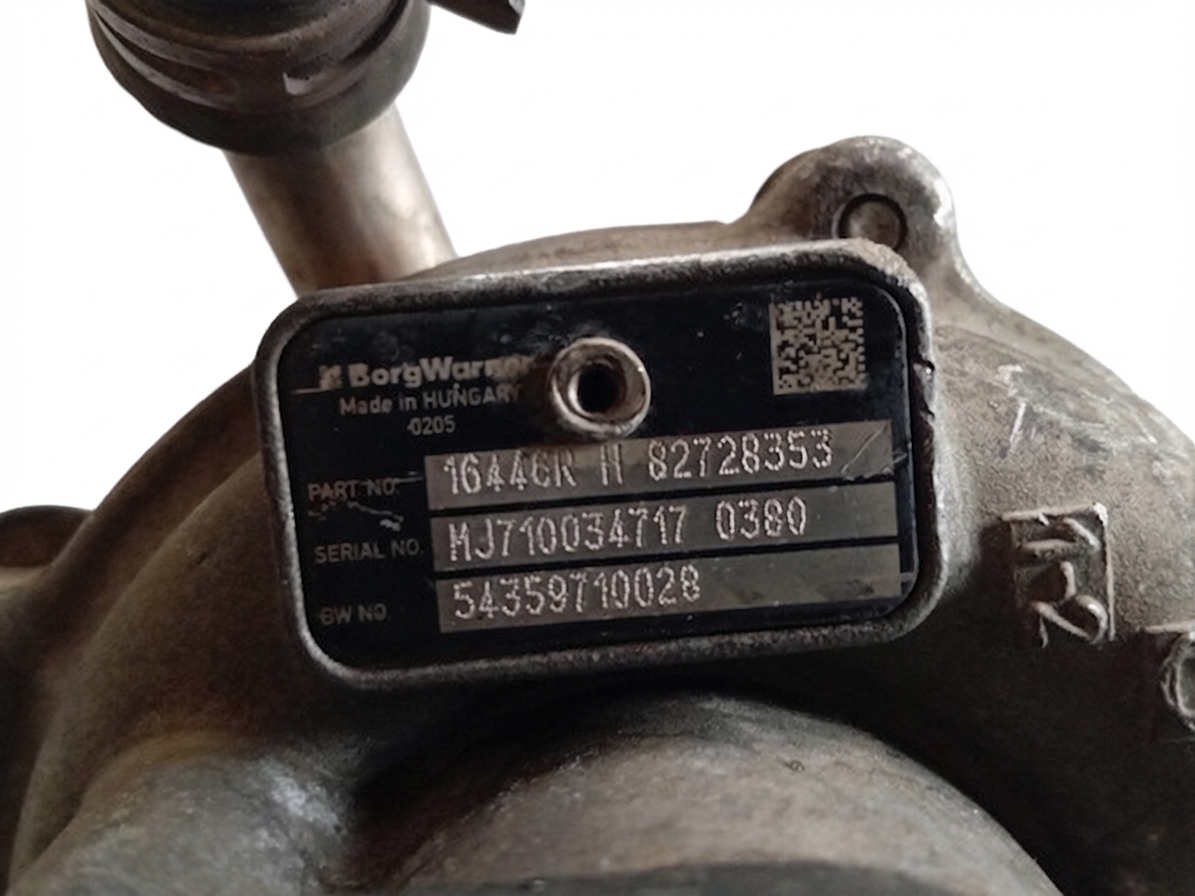 BorgWarner
Made in HUNGARY
0205
PART NO. 16446R H 82728353
SERIAL NO. MJ710034717 0380
BW NO. 54359710028